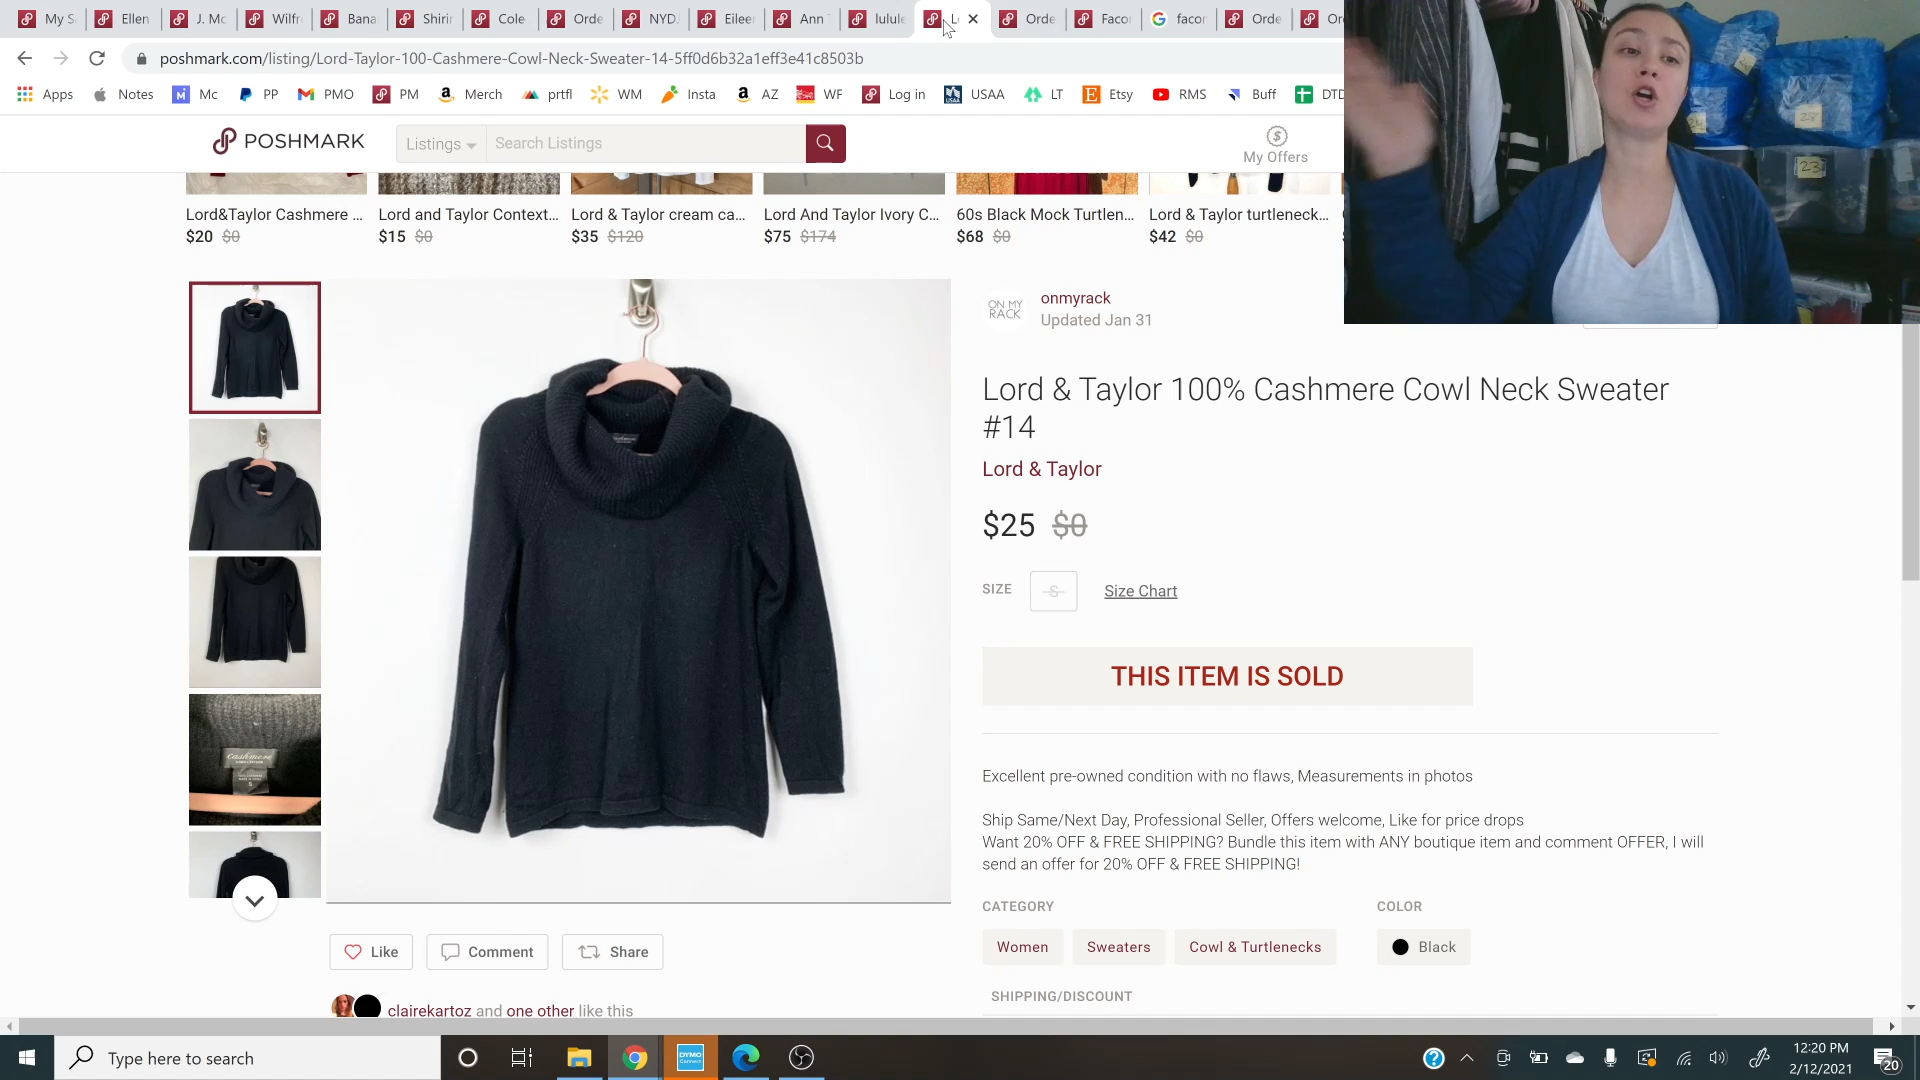 My S
Ellen
J. Mc
Wilfr
Bana
Shirin
Cole
Orde
NYD
Eilee
Ann
lulule
L
Orde
Facor
facor
Orde
Or
poshmark.com/listing/Lord-Taylor-100-Cashmere-Cowl-Neck-Sweater-14-5ff0d6b32a1eff3e41c8503b
Apps
Notes
Mc
PP
PMO
PM
Merch
prtfl
WM
Insta
AZ
WF
Log in
USAA
LT
Etsy
RMS
Buff
DTD
POSHMARK
Listings
Search Listings
My Offers
Lord&Taylor Cashmere ...
Lord and Taylor Context...
Lord & Taylor cream ca...
Lord And Taylor Ivory C...
60s Black Mock Turtlen...
Lord & Taylor turtleneck...
$20 $0
$15 $0
$35 $120
$75 $174
$68 $0
$42 $0
ON MY
RACK
onmyrack
Updated Jan 31
Lord & Taylor 100% Cashmere Cowl Neck Sweater
#14
Lord & Taylor
$25 $0
SIZE
S
Size Chart
THIS ITEM IS SOLD
Excellent pre-owned condition with no flaws, Measurements in photos
Ship Same/Next Day, Professional Seller, Offers welcome, Like for price drops
Want 20% OFF & FREE SHIPPING? Bundle this item with ANY boutique item and comment OFFER, I will
send an offer for 20% OFF & FREE SHIPPING!
CATEGORY
COLOR
Women
Sweaters
Cowl & Turtlenecks
Black
SHIPPING/DISCOUNT
Cashmere
Like
Comment
Share
clairekartoz and one other like this
Type here to search
DYMO
Connect
12:20 PM
2/12/2021
20
23